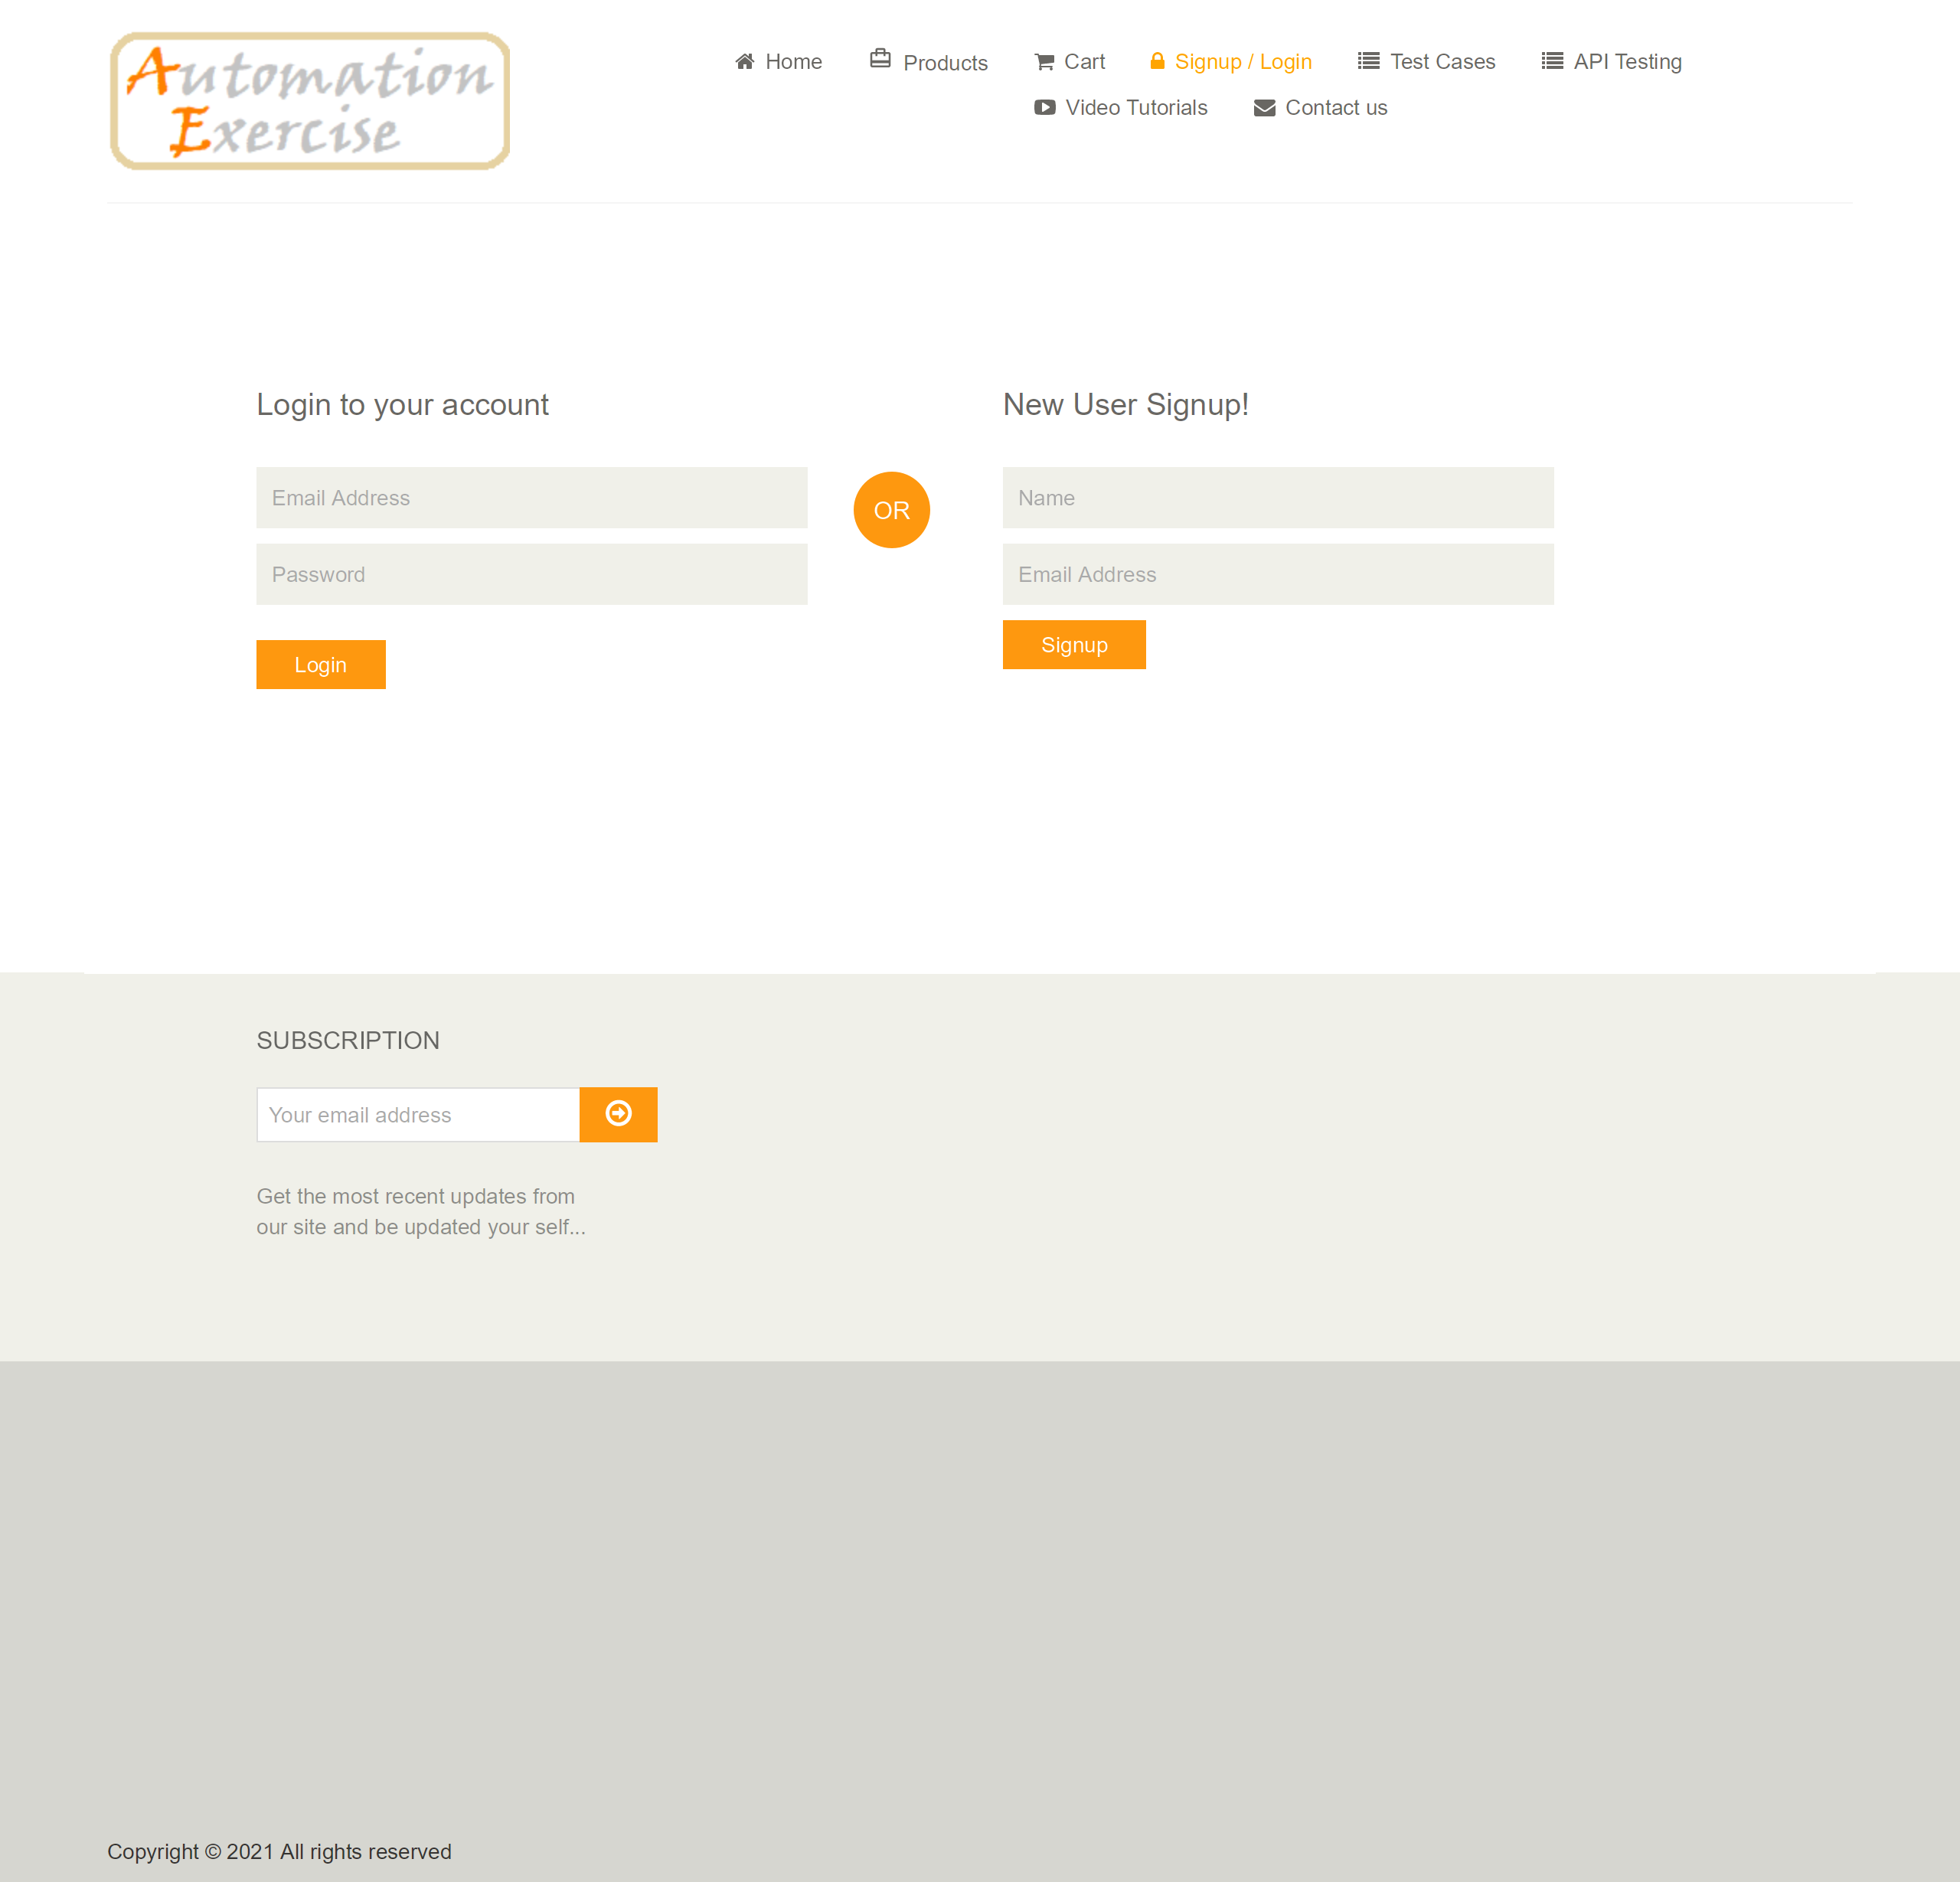 Automation
Exercise
Home
Products
Cart
Signup / Login
Test Cases
API Testing
Video Tutorials
Contact us
Login to your account
Email Address
Password
Login
OR
New User Signup!
Name
Email Address
Signup
SUBSCRIPTION
Your email address
Get the most recent updates from
our site and be updated your self...
Copyright © 2021 All rights reserved